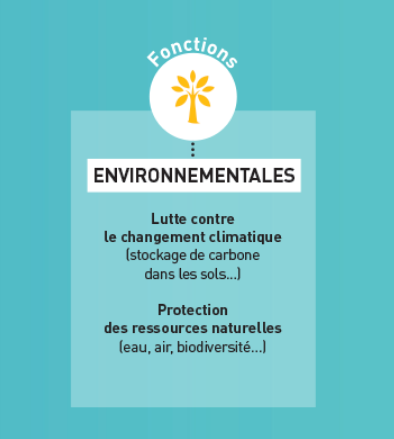 Fonctions
ENVIRONNEMENTALES
Lutte contre
le changement climatique
(stockage de carbone
dans les sols...)
Protection
des ressources naturelles
(eau, air, biodiversité...)